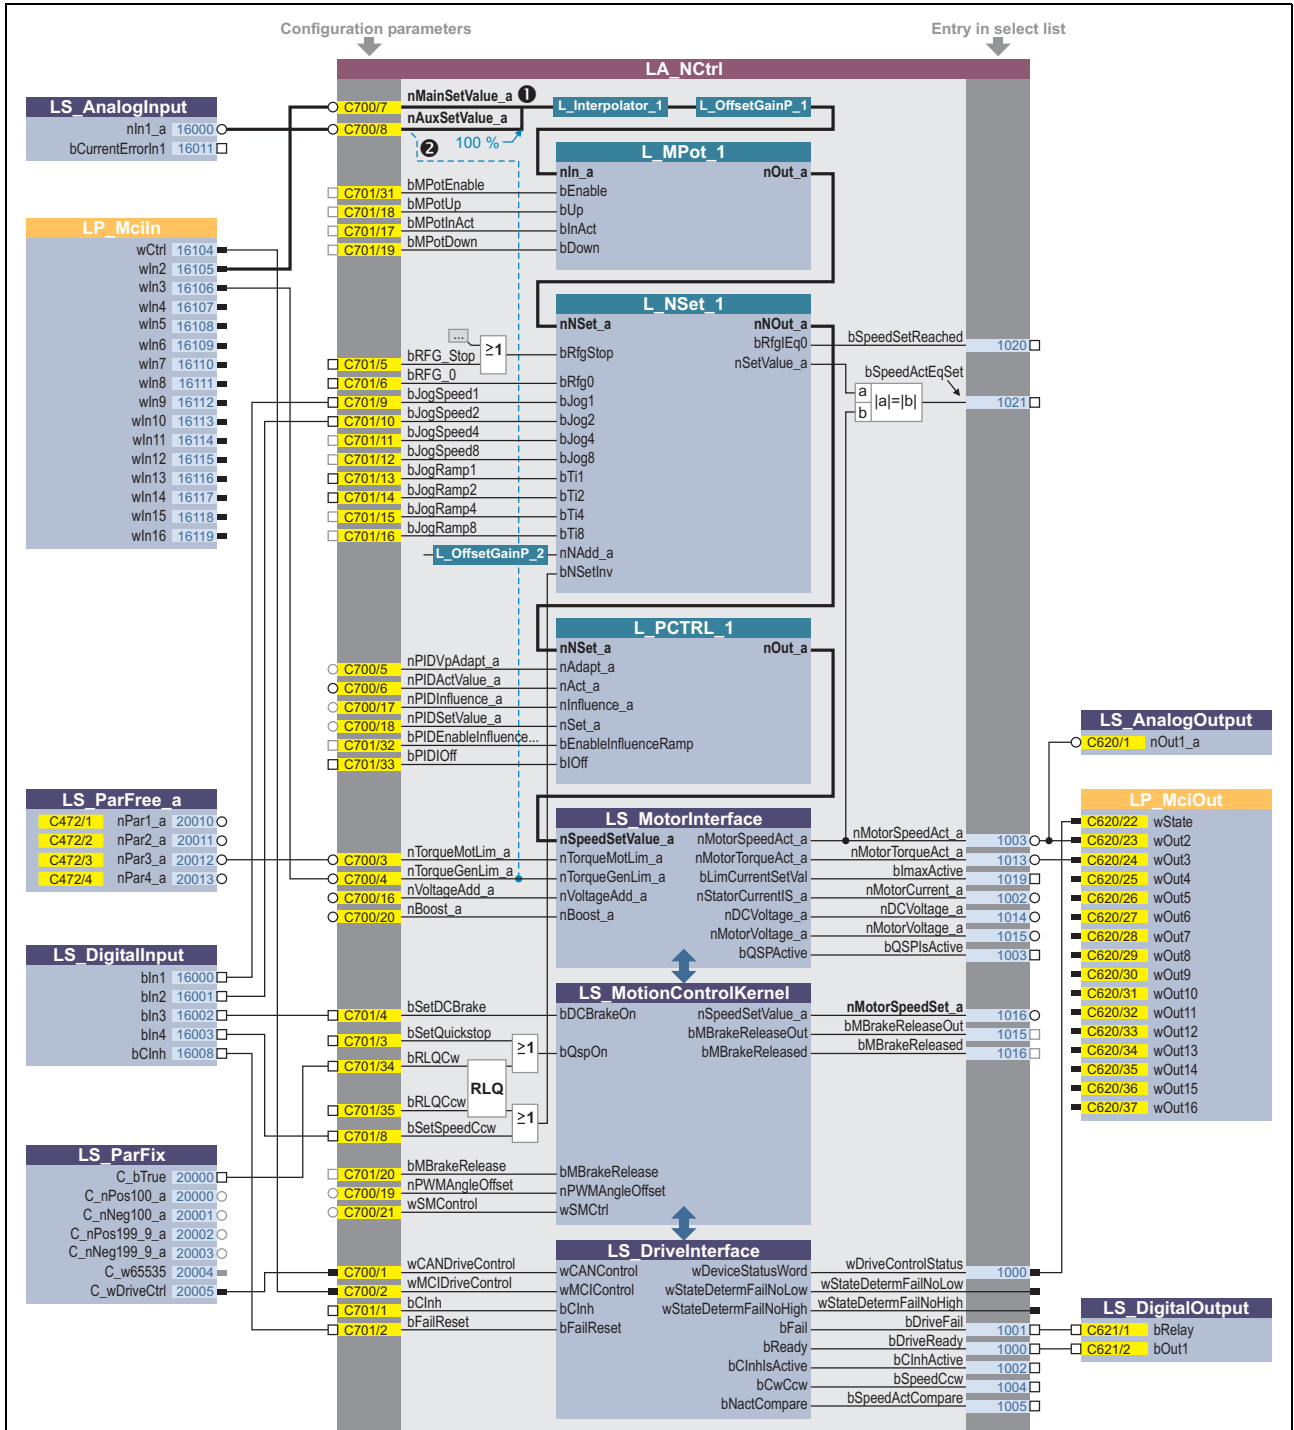 Configuration parameters
Entry in select list
LA_NCtrl
LS_AnalogInput
nIn1_a 16000
bCurrentErrorIn1 16011
C700/7 nMainSetValue_a ❶
C700/8 nAuxSetValue_a
❷ 100 %
L_Interpolator_1
L_OffsetGainP_1
L_MPot_1
nIn_a nOut_a
C701/31 bMPotEnable bEnable
C701/18 bMPotUp bUp
C701/17 bMPotInAct bInAct
C701/19 bMPotDown bDown
LP_MciIn
wCtrl 16104
wIn2 16105
wIn3 16106
wIn4 16107
wIn5 16108
wIn6 16109
wIn7 16110
wIn8 16111
wIn9 16112
wIn10 16113
wIn11 16114
wIn12 16115
wIn13 16116
wIn14 16117
wIn15 16118
wIn16 16119
L_NSet_1
nNSet_a nNOut_a
bRfgIEq0 bSpeedSetReached 1020
nSetValue_a
... ≥1 bRfgStop
C701/5 bRFG_Stop
C701/6 bRFG_0 bRfg0
C701/9 bJogSpeed1 bJog1
C701/10 bJogSpeed2 bJog2
C701/11 bJogSpeed4 bJog4
C701/12 bJogSpeed8 bJog8
C701/13 bJogRamp1 bTi1
C701/14 bJogRamp2 bTi2
C701/15 bJogRamp4 bTi4
C701/16 bJogRamp8 bTi8
L_OffsetGainP_2 nNAdd_a
bNSetInv
bSpeedActEqSet
a
b
|a|=|b|
1021
L_PCTRL_1
nNSet_a nOut_a
C700/5 nPIDVpAdapt_a nAdapt_a
C700/6 nPIDActValue_a nAct_a
C700/17 nPIDInfluence_a nInfluence_a
C700/18 nPIDSetValue_a nSet_a
C701/32 bPIDEnableInfluence... bEnableInfluenceRamp
C701/33 bPIDIOff bIOff
LS_AnalogOutput
C620/1 nOut1_a
LS_ParFree_a
C472/1 nPar1_a 20010
C472/2 nPar2_a 20011
C472/3 nPar3_a 20012
C472/4 nPar4_a 20013
LS_MotorInterface
nSpeedSetValue_a nMotorSpeedAct_a nMotorSpeedAct_a 1003
C700/3 nTorqueMotLim_a nTorqueMotLim_a nMotorTorqueAct_a nMotorTorqueAct_a 1013
C700/4 nTorqueGenLim_a nTorqueGenLim_a bLimCurrentSetVal bImaxActive 1019
C700/16 nVoltageAdd_a nVoltageAdd_a nStatorCurrentIS_a nMotorCurrent_a 1002
C700/20 nBoost_a nBoost_a nDCVoltage_a nDCVoltage_a 1014
nMotorVoltage_a nMotorVoltage_a 1015
bQSPActive bQSPIsActive 1003
LP_MciOut
C620/22 wState
C620/23 wOut2
C620/24 wOut3
C620/25 wOut4
C620/26 wOut5
C620/27 wOut6
C620/28 wOut7
C620/29 wOut8
C620/30 wOut9
C620/31 wOut10
C620/32 wOut11
C620/33 wOut12
C620/34 wOut13
C620/35 wOut14
C620/36 wOut15
C620/37 wOut16
LS_DigitalInput
bIn1 16000
bIn2 16001
bIn3 16002
bIn4 16003
bCInh 16008
LS_MotionControlKernel
C701/4 bSetDCBrake bDCBrakeOn nSpeedSetValue_a nMotorSpeedSet_a 1016
bMBrakeReleaseOut bMBrakeReleaseOut 1015
bMBrakeReleased bMBrakeReleased 1016
C701/3 bSetQuickstop ≥1 bQspOn
C701/34 bRLQCw
RLQ
C701/35 bRLQCcw ≥1
C701/8 bSetSpeedCcw
C701/20 bMBrakeRelease bMBrakeRelease
C700/19 nPWMAngleOffset nPWMAngleOffset
C700/21 wSMControl wSMCtrl
LS_ParFix
C_bTrue 20000
C_nPos100_a 20000
C_nNeg100_a 20001
C_nPos199_9_a 20002
C_nNeg199_9_a 20003
C_w65535 20004
C_wDriveCtrl 20005
LS_DriveInterface
C700/1 wCANDriveControl wCANControl wDeviceStatusWord wDriveControlStatus 1000
C700/2 wMCIDriveControl wMCIControl wStateDetermFailNoLow wStateDetermFailNoLow
C701/1 bCInh bCInh wStateDetermFailNoHigh wStateDetermFailNoHigh
C701/2 bFailReset bFailReset bFail bDriveFail 1001
bReady bDriveReady 1000
bCInhIsActive bCInhActive 1002
bCwCcw bSpeedCcw 1004
bNactCompare bSpeedActCompare 1005
LS_DigitalOutput
C621/1 bRelay
C621/2 bOut1